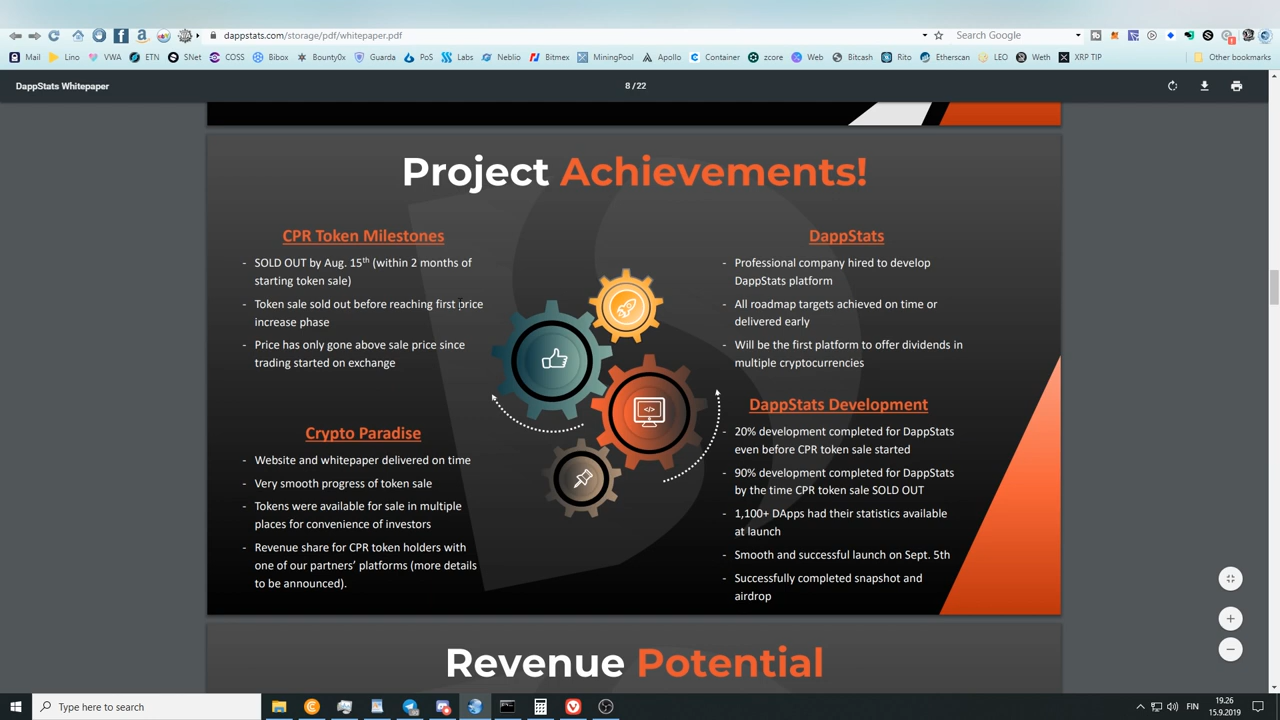 dappstats.com/storage/pdf/whitepaper.pdf
Search Google
Mail
Lino
VWA
ETN
SNet
COSS
Bibox
Bounty0x
Guarda
PoS
Labs
Neblio
Bitmex
MiningPool
Apollo
Container
zcore
Web
Bitcash
Rito
Etherscan
LEO
Weth
XRP TIP
Other bookmarks
DappStats Whitepaper
8 / 22
Project Achievements!
CPR Token Milestones
- SOLD OUT by Aug. 15th (within 2 months of
starting token sale)
- Token sale sold out before reaching first price
increase phase
- Price has only gone above sale price since
trading started on exchange
Crypto Paradise
- Website and whitepaper delivered on time
- Very smooth progress of token sale
- Tokens were available for sale in multiple
places for convenience of investors
- Revenue share for CPR token holders with
one of our partners' platforms (more details
to be announced).
</>
DappStats
- Professional company hired to develop
DappStats platform
- All roadmap targets achieved on time or
delivered early
- Will be the first platform to offer dividends in
multiple cryptocurrencies
DappStats Development
- 20% development completed for DappStats
even before CPR token sale started
- 90% development completed for DappStats
by the time CPR token sale SOLD OUT
- 1,100+ DApps had their statistics available
at launch
- Smooth and successful launch on Sept. 5th
- Successfully completed snapshot and
airdrop
Revenue Potential
Type here to search
FIN
19.26
15.9.2019